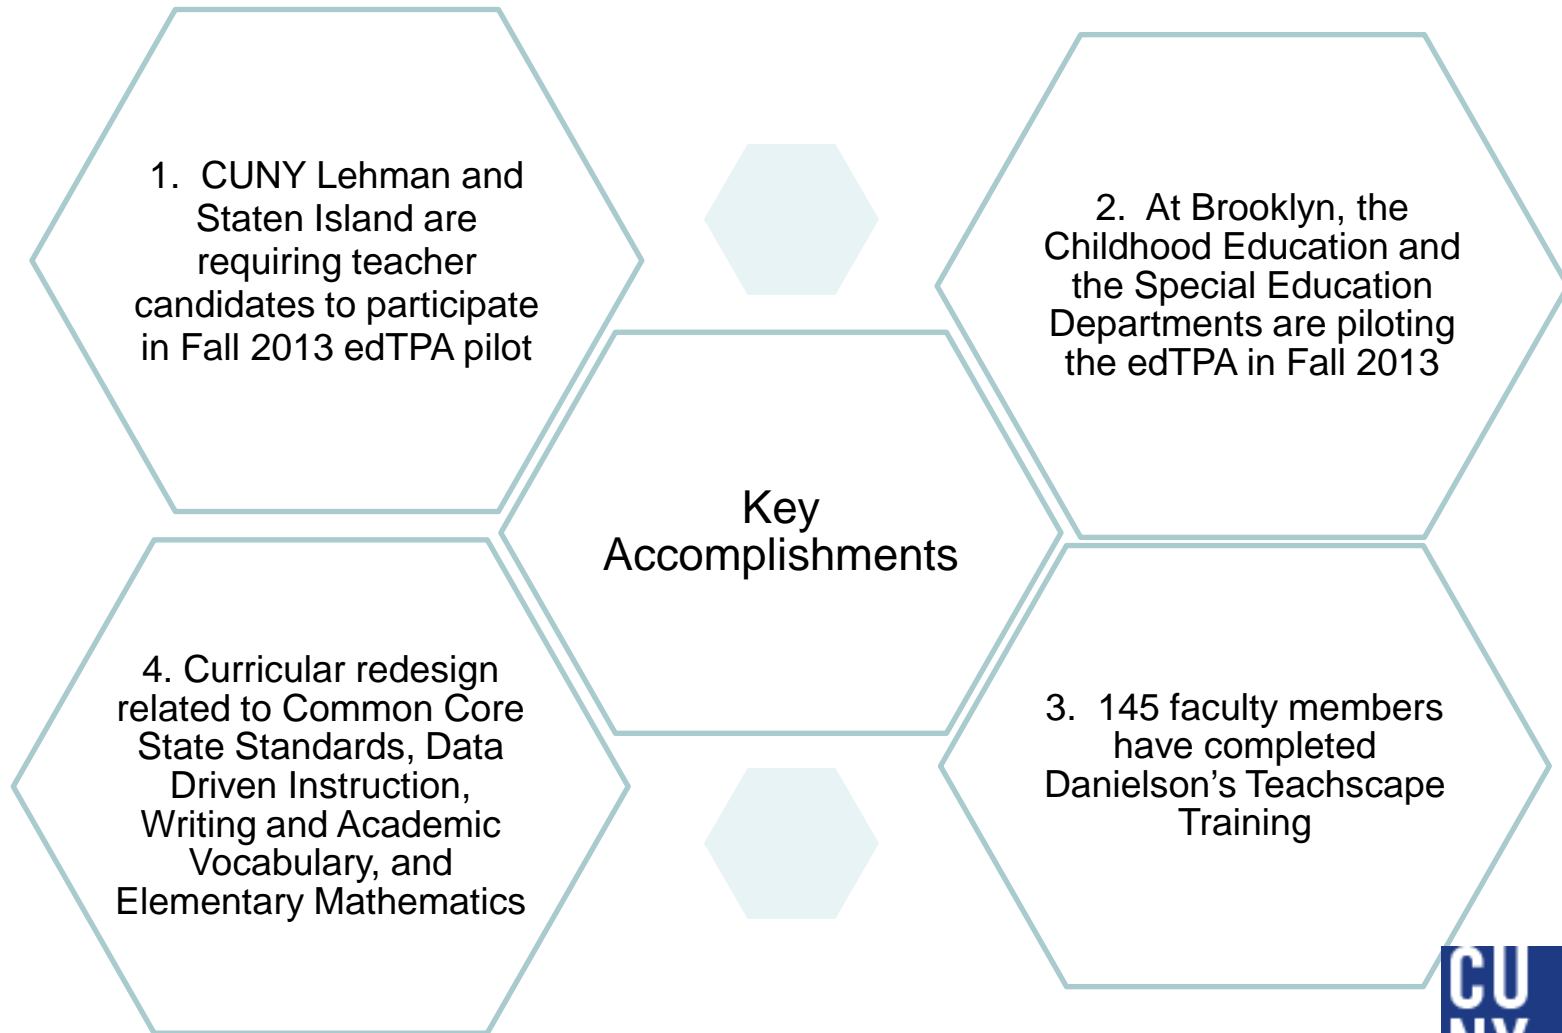 1.  CUNY Lehman and
Staten Island are
requiring teacher
candidates to participate
in Fall 2013 edTPA pilot
2.  At Brooklyn, the
Childhood Education and
the Special Education
Departments are piloting
the edTPA in Fall 2013
Key
Accomplishments
3.  145 faculty members
have completed
Danielson’s Teachscape
Training
4. Curricular redesign
related to Common Core
State Standards, Data
Driven Instruction,
Writing and Academic
Vocabulary, and
Elementary Mathematics
CU
NY